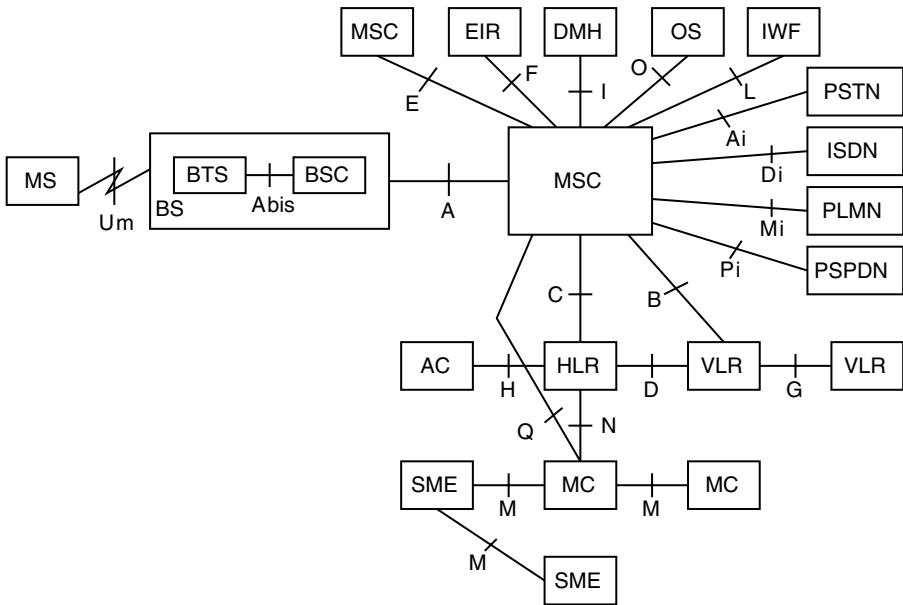 MSC EIR DMH OS IWF
E F I O L
PSTN
Ai
ISDN
Di
MS BTS BSC MSC
BS Abis A
Um
PLMN
Mi
PSPDN
Pi
C B
AC HLR VLR VLR
H D G
Q N
SME MC MC
M M
M
SME